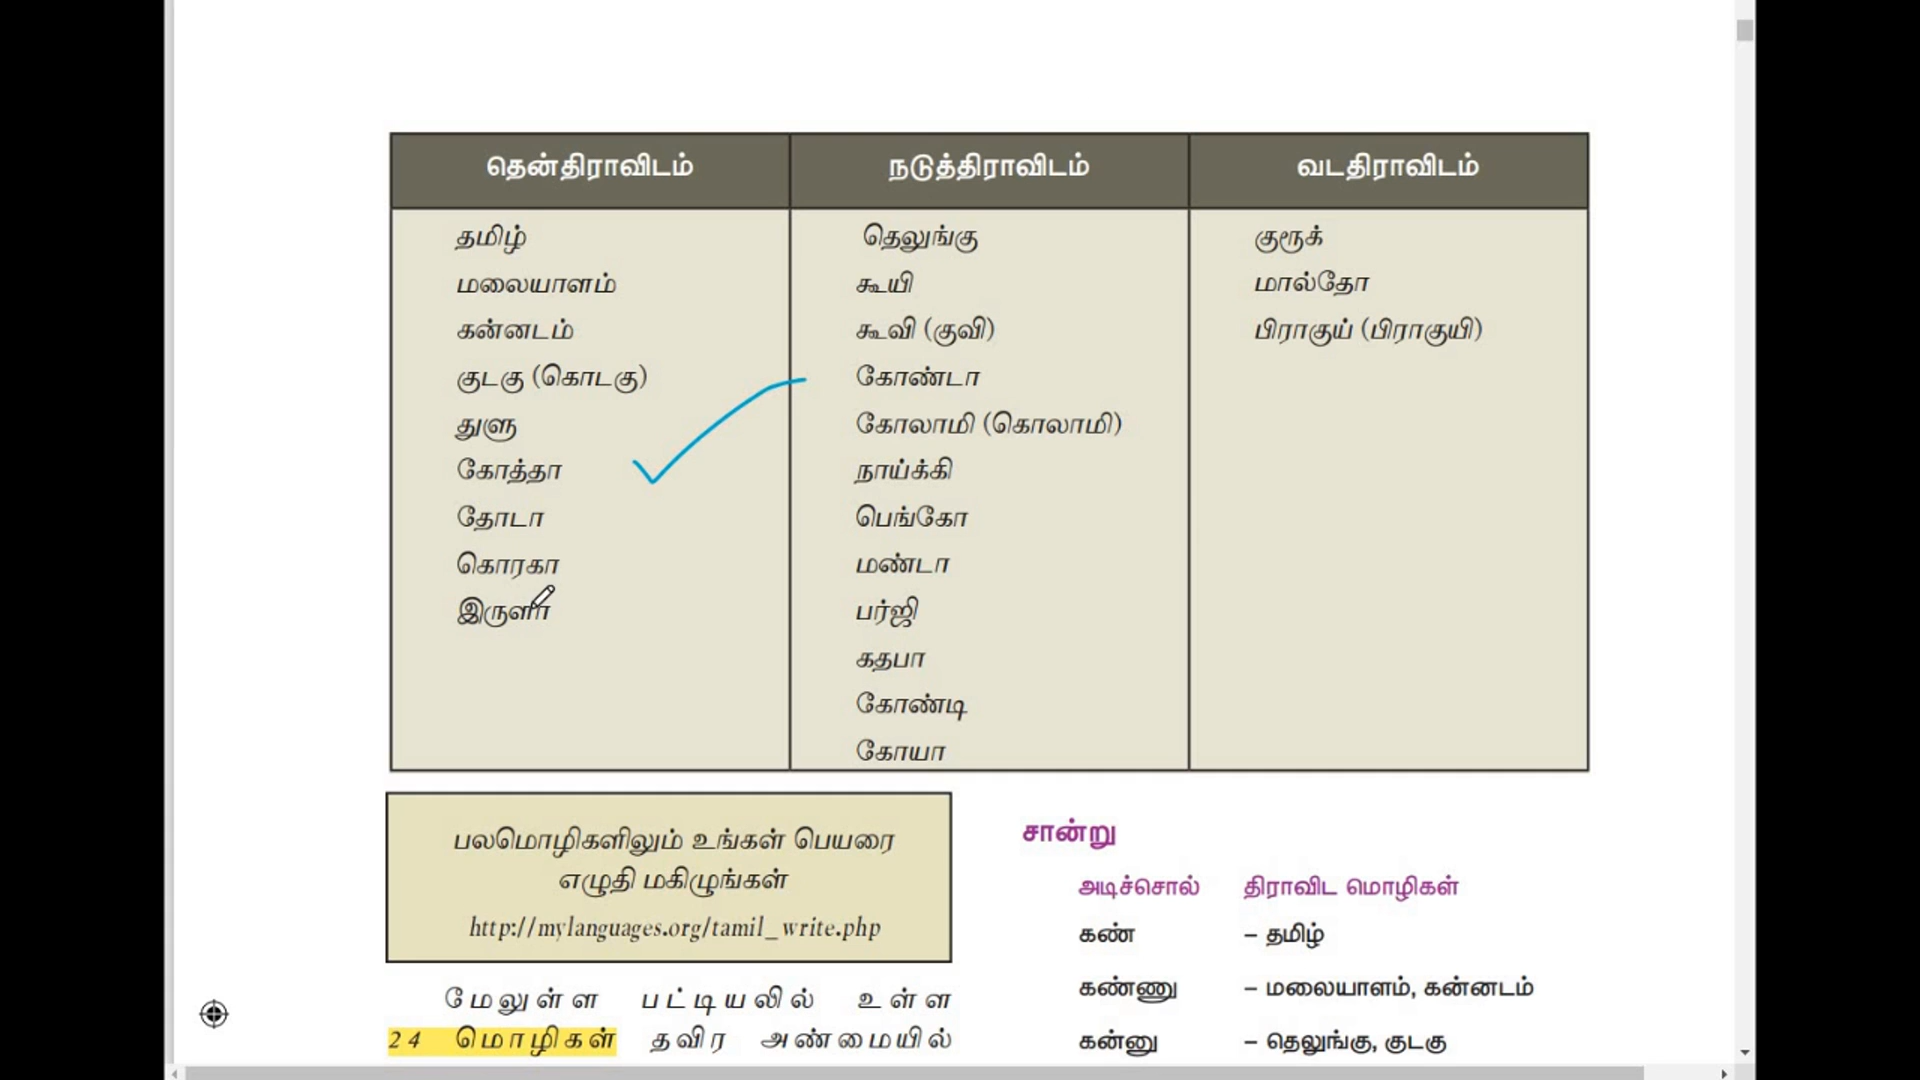 தென்திராவிடம்
நடுத்திராவிடம்
வடதிராவிடம்
தமிழ்
மலையாளம்
கன்னடம்
குடகு (கொடகு)
துளு
கோத்தா
தோடா
கொரகா
இருளா
தெலுங்கு
கூயி
கூவி (குவி)
கோண்டா
கோலாமி (கொலாமி)
நாய்க்கி
பெங்கோ
மண்டா
பர்ஜி
கதபா
கோண்டி
கோயா
குரூக்
மால்தோ
பிராகுய் (பிராகுயி)
பலமொழிகளிலும் உங்கள் பெயரை
எழுதி மகிழுங்கள்
http://mylanguages.org/tamil_write.php
மேலுள்ள பட்டியலில் உள்ள
24 மொழிகள் தவிர அண்மையில்
சான்று
அடிச்சொல் திராவிட மொழிகள்
கண் – தமிழ்
கண்ணு – மலையாளம், கன்னடம்
கன்னு – தெலுங்கு, குடகு